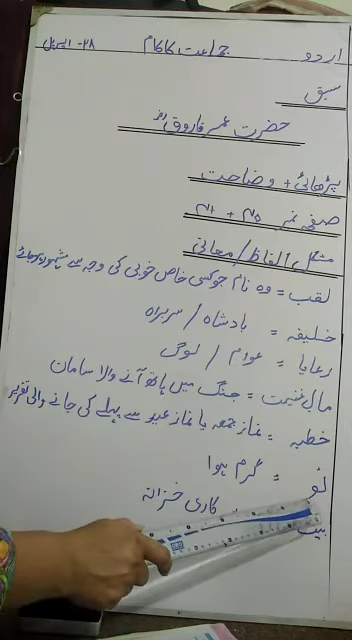 اردو جماعت کا کام ۲۸- اپریل
سبق
حضرت عمر فاروقؓ
پڑھائی + وضاحت
صفحہ نمبر ۴۵ + ۴۶
مشکل الفاظ / معانی
لقب = وہ نام جو کسی خاص خوبی کی وجہ سے مشہور ہو جائے
خلیفہ = بادشاہ / سربراہ
رعایا = عوام / لوگ
مال غنیمت = جنگ میں ہاتھ آنے والا سامان
خطبہ = نماز جمعہ یا نماز عید سے پہلے کی جانے والی تقریر
لو = گرم ہوا
بیت کاری خزانہ